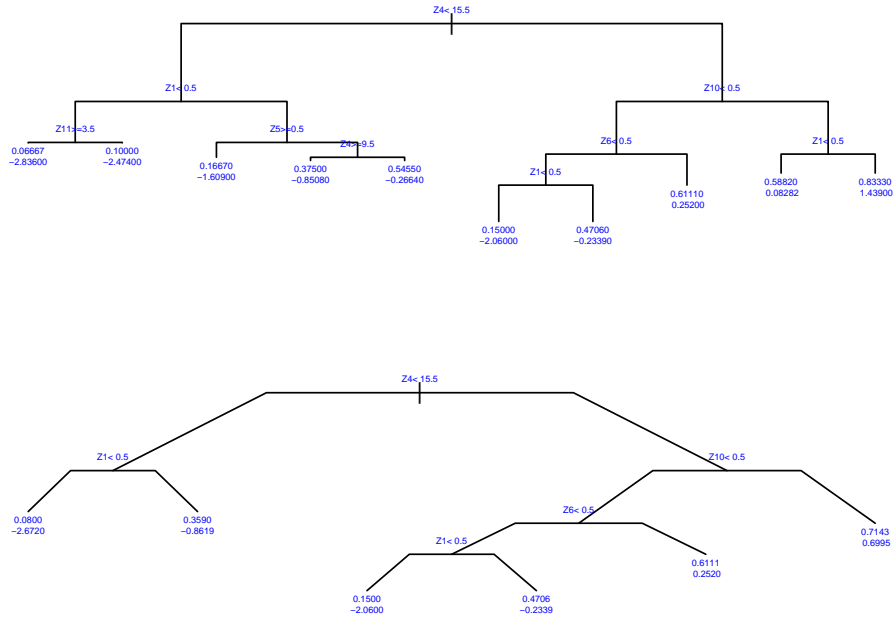 Z4< 15.5
Z1< 0.5
Z10< 0.5
Z11>=3.5
Z5>=0.5
Z4>=9.5
Z6< 0.5
Z1< 0.5
Z1< 0.5
0.06667
−2.83600
0.10000
−2.47400
0.16670
−1.60900
0.37500
−0.85080
0.54550
−0.26640
0.61110
0.25200
0.58820
0.08282
0.83330
1.43900
0.15000
−2.06000
0.47060
−0.23390
Z4< 15.5
Z1< 0.5
Z10< 0.5
0.0800
−2.6720
0.3590
−0.8619
Z6< 0.5
0.7143
0.6995
Z1< 0.5
0.6111
0.2520
0.1500
−2.0600
0.4706
−0.2339